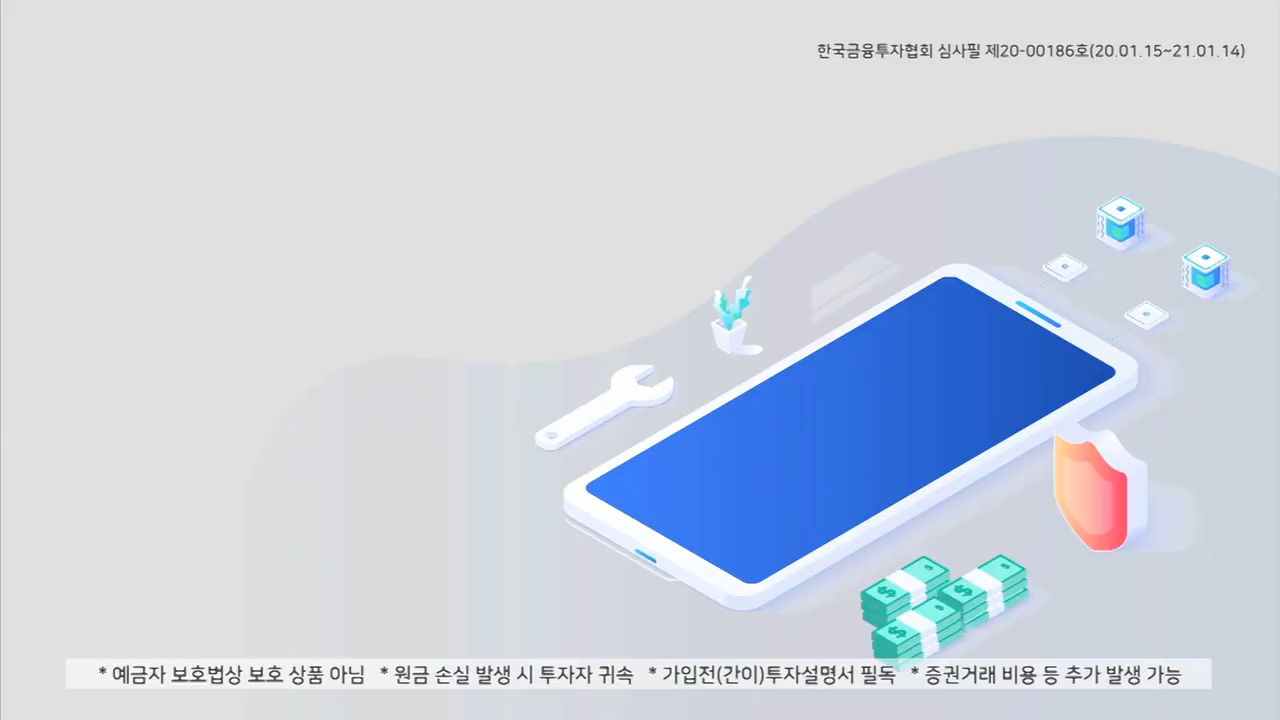 한국금융투자협회 심사필 제20-00186호(20.01.15~21.01.14)
* 예금자 보호법상 보호 상품 아님 * 원금 손실 발생 시 투자자 귀속 * 가입전(간이)투자설명서 필독 * 증권거래 비용 등 추가 발생 가능